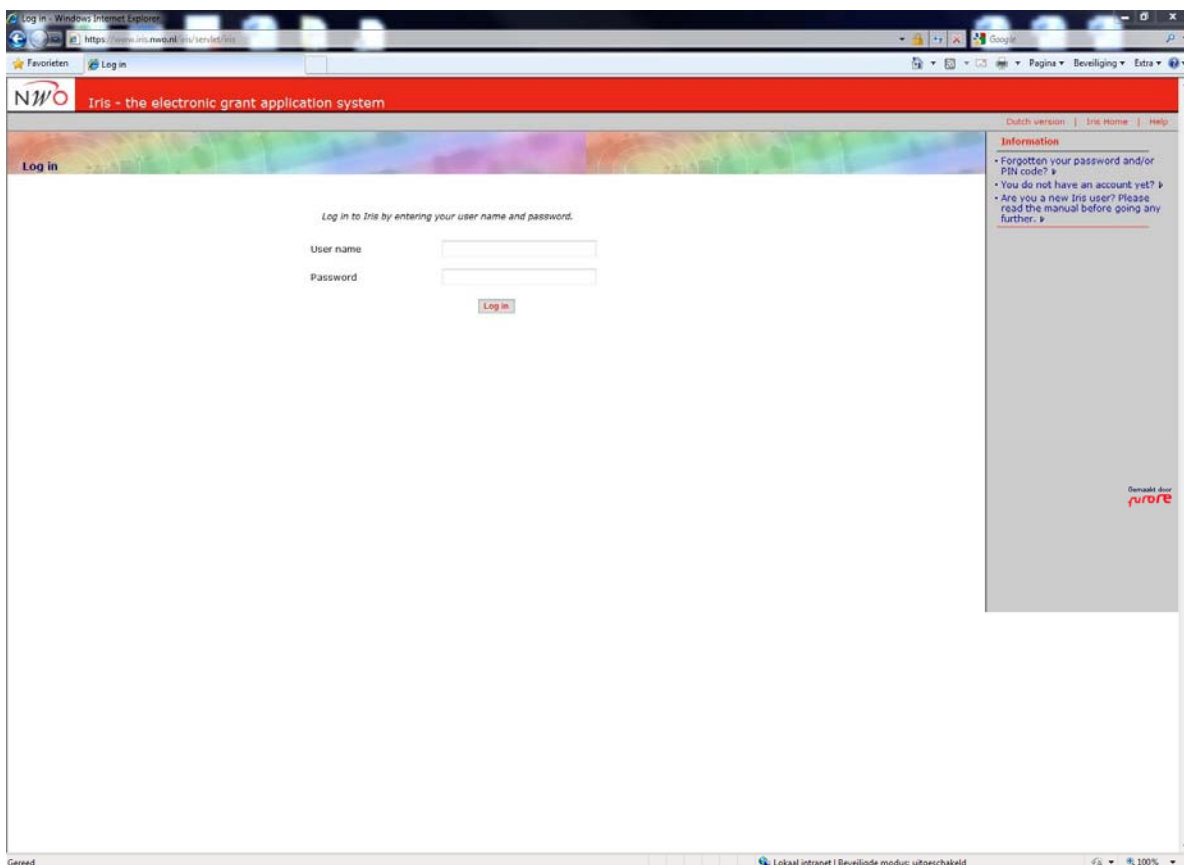 Log in - Windows Internet Explorer
https://www.iris.nwo.nl/iris/servlet/iris
Google
Favorieten
Log in
Pagina
Beveiliging
Extra
NWO
Iris - the electronic grant application system
Dutch version | Iris Home | Help
Log in
Information
• Forgotten your password and/or
PIN code?
• You do not have an account yet?
• Are you a new Iris user? Please
read the manual before going any
further.
Log in to Iris by entering your user name and password.
User name
Password
Log in
Gemaakt door
Gereed
Lokaal intranet | Beveiligde modus: uitgeschakeld
100%